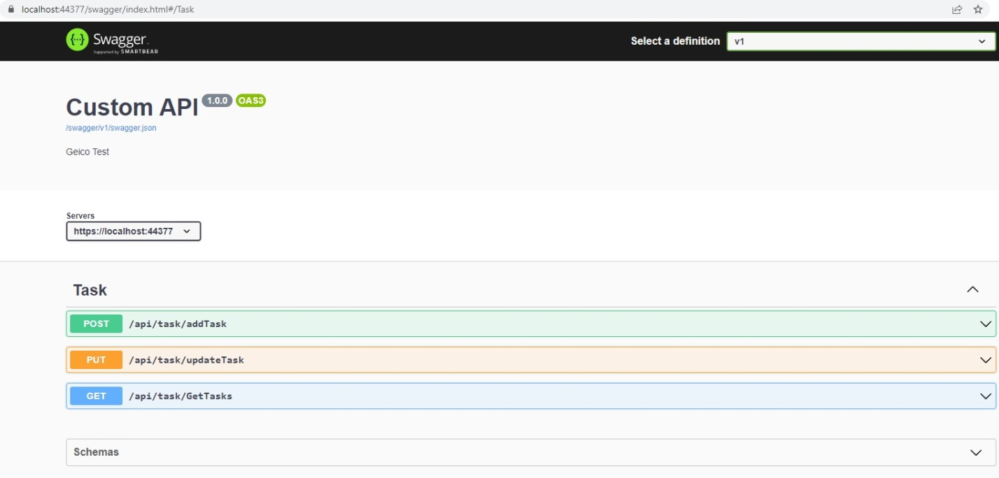 localhost:44377/swagger/index.html#/Task
Swagger.
Supported by SMARTBEAR
Select a definition
v1
Custom API 1.0.0 OAS3
/swagger/v1/swagger.json
Geico Test
Servers
https://localhost:44377
Task
POST /api/task/addTask
PUT /api/task/updateTask
GET /api/task/GetTasks
Schemas